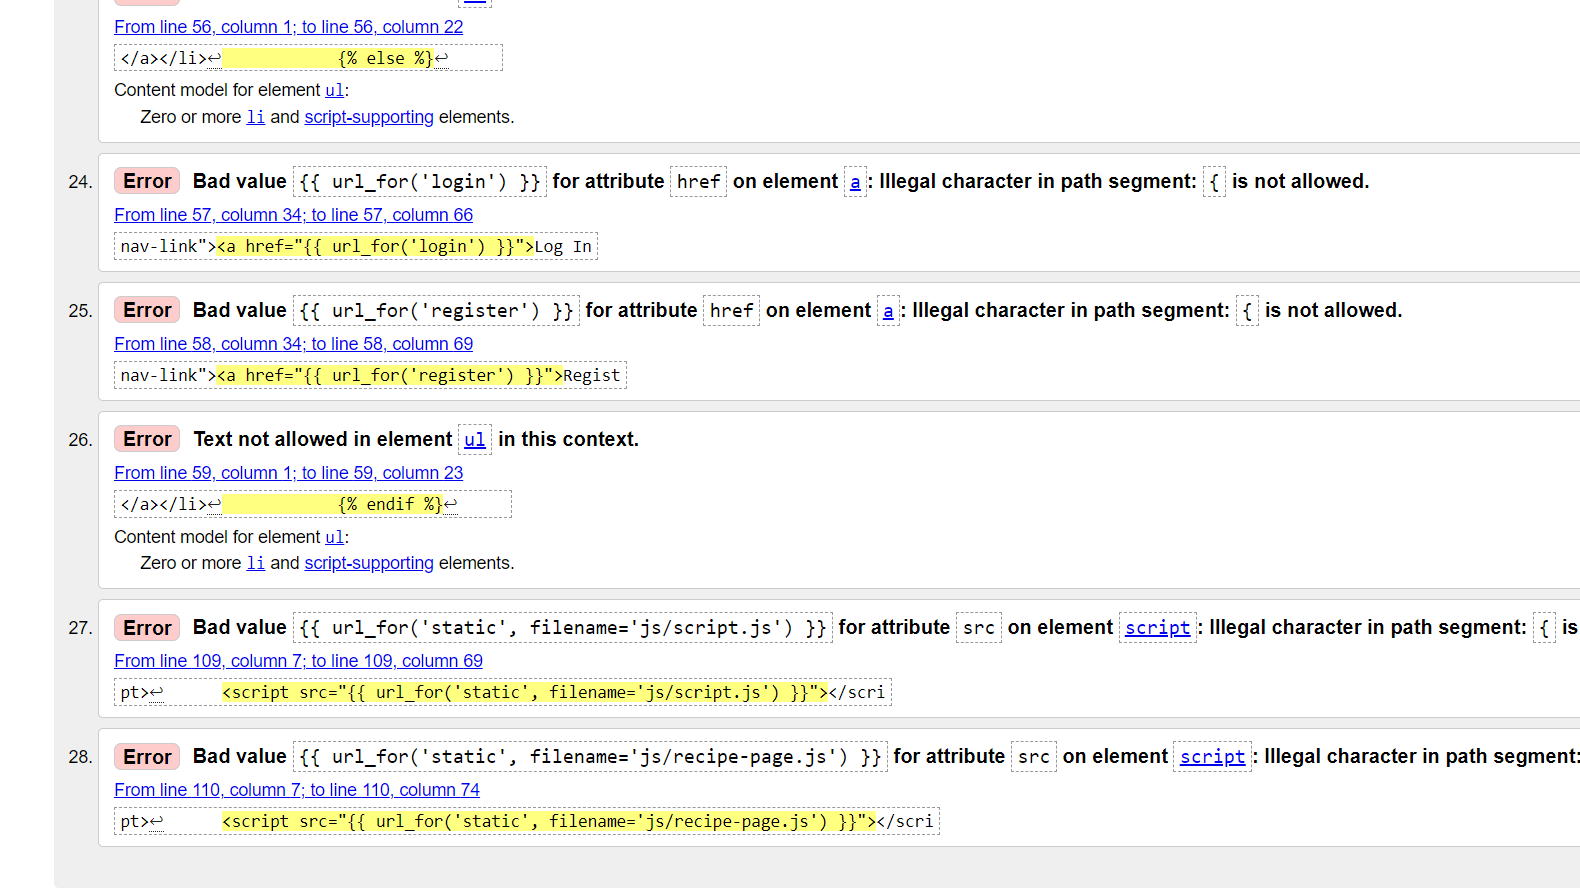 From line 56, column 1; to line 56, column 22
</a></li>↩            {% else %}↩
Content model for element ul:
Zero or more li and script-supporting elements.
24. Error Bad value {{ url_for('login') }} for attribute href on element a: Illegal character in path segment: { is not allowed.
From line 57, column 34; to line 57, column 66
nav-link"><a href="{{ url_for('login') }}">Log In
25. Error Bad value {{ url_for('register') }} for attribute href on element a: Illegal character in path segment: { is not allowed.
From line 58, column 34; to line 58, column 69
nav-link"><a href="{{ url_for('register') }}">Regist
26. Error Text not allowed in element ul in this context.
From line 59, column 1; to line 59, column 23
</a></li>↩            {% endif %}↩
Content model for element ul:
Zero or more li and script-supporting elements.
27. Error Bad value {{ url_for('static', filename='js/script.js') }} for attribute src on element script: Illegal character in path segment: { is
From line 109, column 7; to line 109, column 69
pt>↩      <script src="{{ url_for('static', filename='js/script.js') }}"></scri
28. Error Bad value {{ url_for('static', filename='js/recipe-page.js') }} for attribute src on element script: Illegal character in path segment:
From line 110, column 7; to line 110, column 74
pt>↩      <script src="{{ url_for('static', filename='js/recipe-page.js') }}"></scri